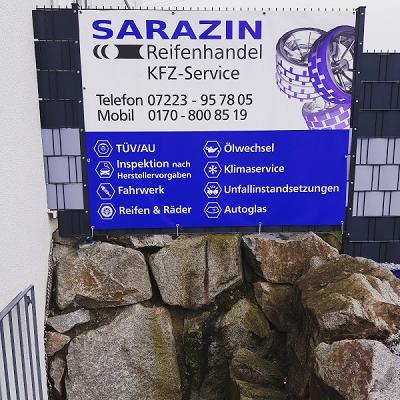 SARAZIN
Reifenhandel
KFZ-Service
Telefon 07223 - 95 78 05
Mobil 0170 - 800 85 19
TÜV/AU
Inspektion nach
Herstellervorgaben
Fahrwerk
Reifen & Räder
Ölwechsel
Klimaservice
Unfallinstandsetzungen
Autoglas